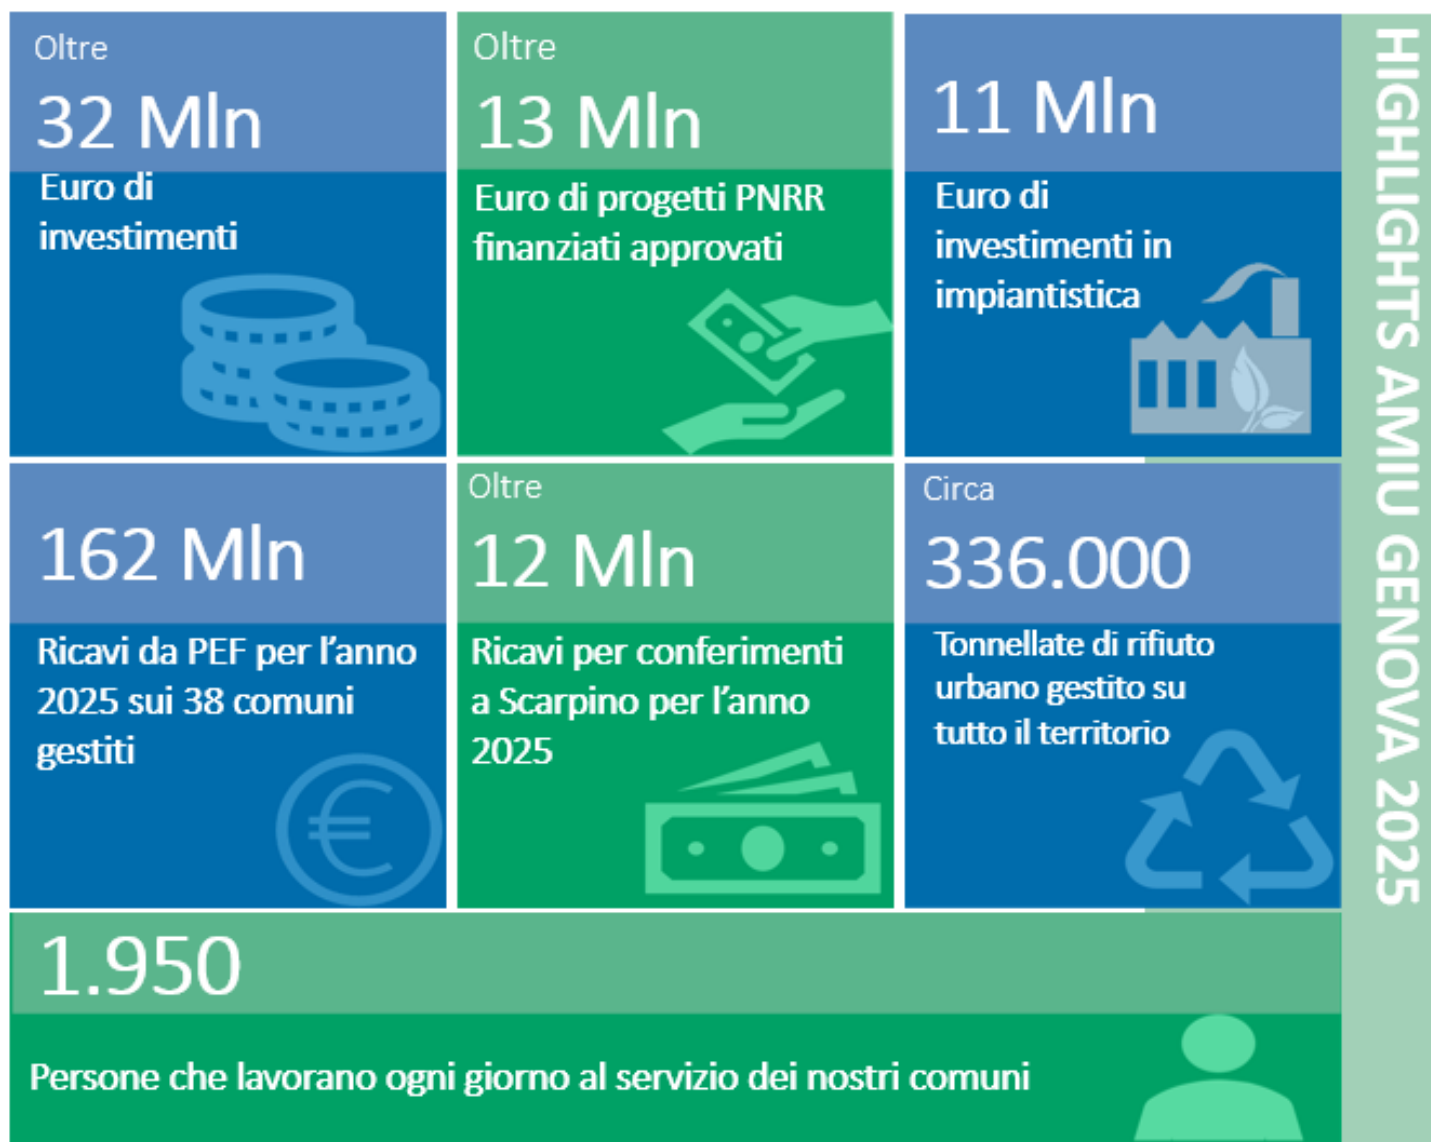 Oltre
32 Mln
Euro di
investimenti
Oltre
13 Mln
Euro di progetti PNRR
finanziati approvati
11 Mln
Euro di
investimenti in
impiantistica
162 Mln
Ricavi da PEF per l'anno
2025 sui 38 comuni
gestiti
Oltre
12 Mln
Ricavi per conferimenti
a Scarpino per l'anno
2025
Circa
336.000
Tonnellate di rifiuto
urbano gestito su
tutto il territorio
1.950
Persone che lavorano ogni giorno al servizio dei nostri comuni
HIGHLIGHTS AMIU GENOVA 2025